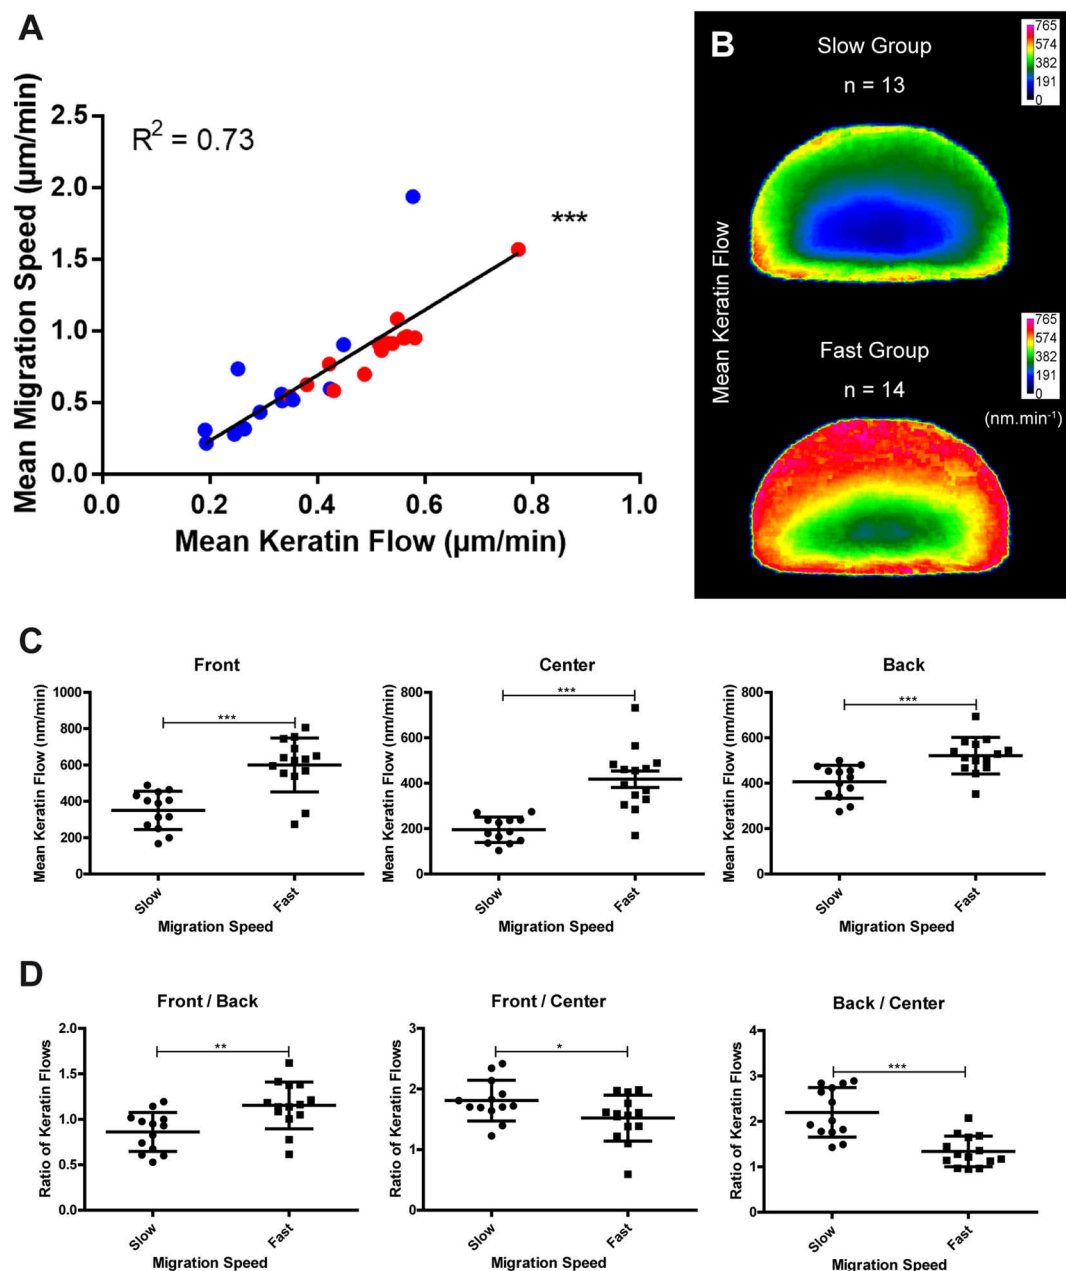 A
Mean Migration Speed (µm/min)
2.5
2.0
1.5
1.0
0.5
0.0
R² = 0.73
***
0.0 0.2 0.4 0.6 0.8 1.0
Mean Keratin Flow (µm/min)
B
Mean Keratin Flow
Slow Group
n = 13
765
574
382
191
0
Fast Group
n = 14
765
574
382
191
0
(nm.min⁻¹)
C
Front
Mean Keratin Flow (nm/min)
1000
800
600
400
200
0
***
Slow Fast
Migration Speed
Center
Mean Keratin Flow (nm/min)
800
600
400
200
0
***
Slow Fast
Migration Speed
Back
Mean Keratin Flow (nm/min)
800
600
400
200
0
***
Slow Fast
Migration Speed
D
Front / Back
Ratio of Keratin Flows
2.0
1.5
1.0
0.5
0.0
**
Slow Fast
Migration Speed
Front / Center
Ratio of Keratin Flows
3
2
1
0
*
Slow Fast
Migration Speed
Back / Center
Ratio of Keratin Flows
4
3
2
1
0
***
Slow Fast
Migration Speed